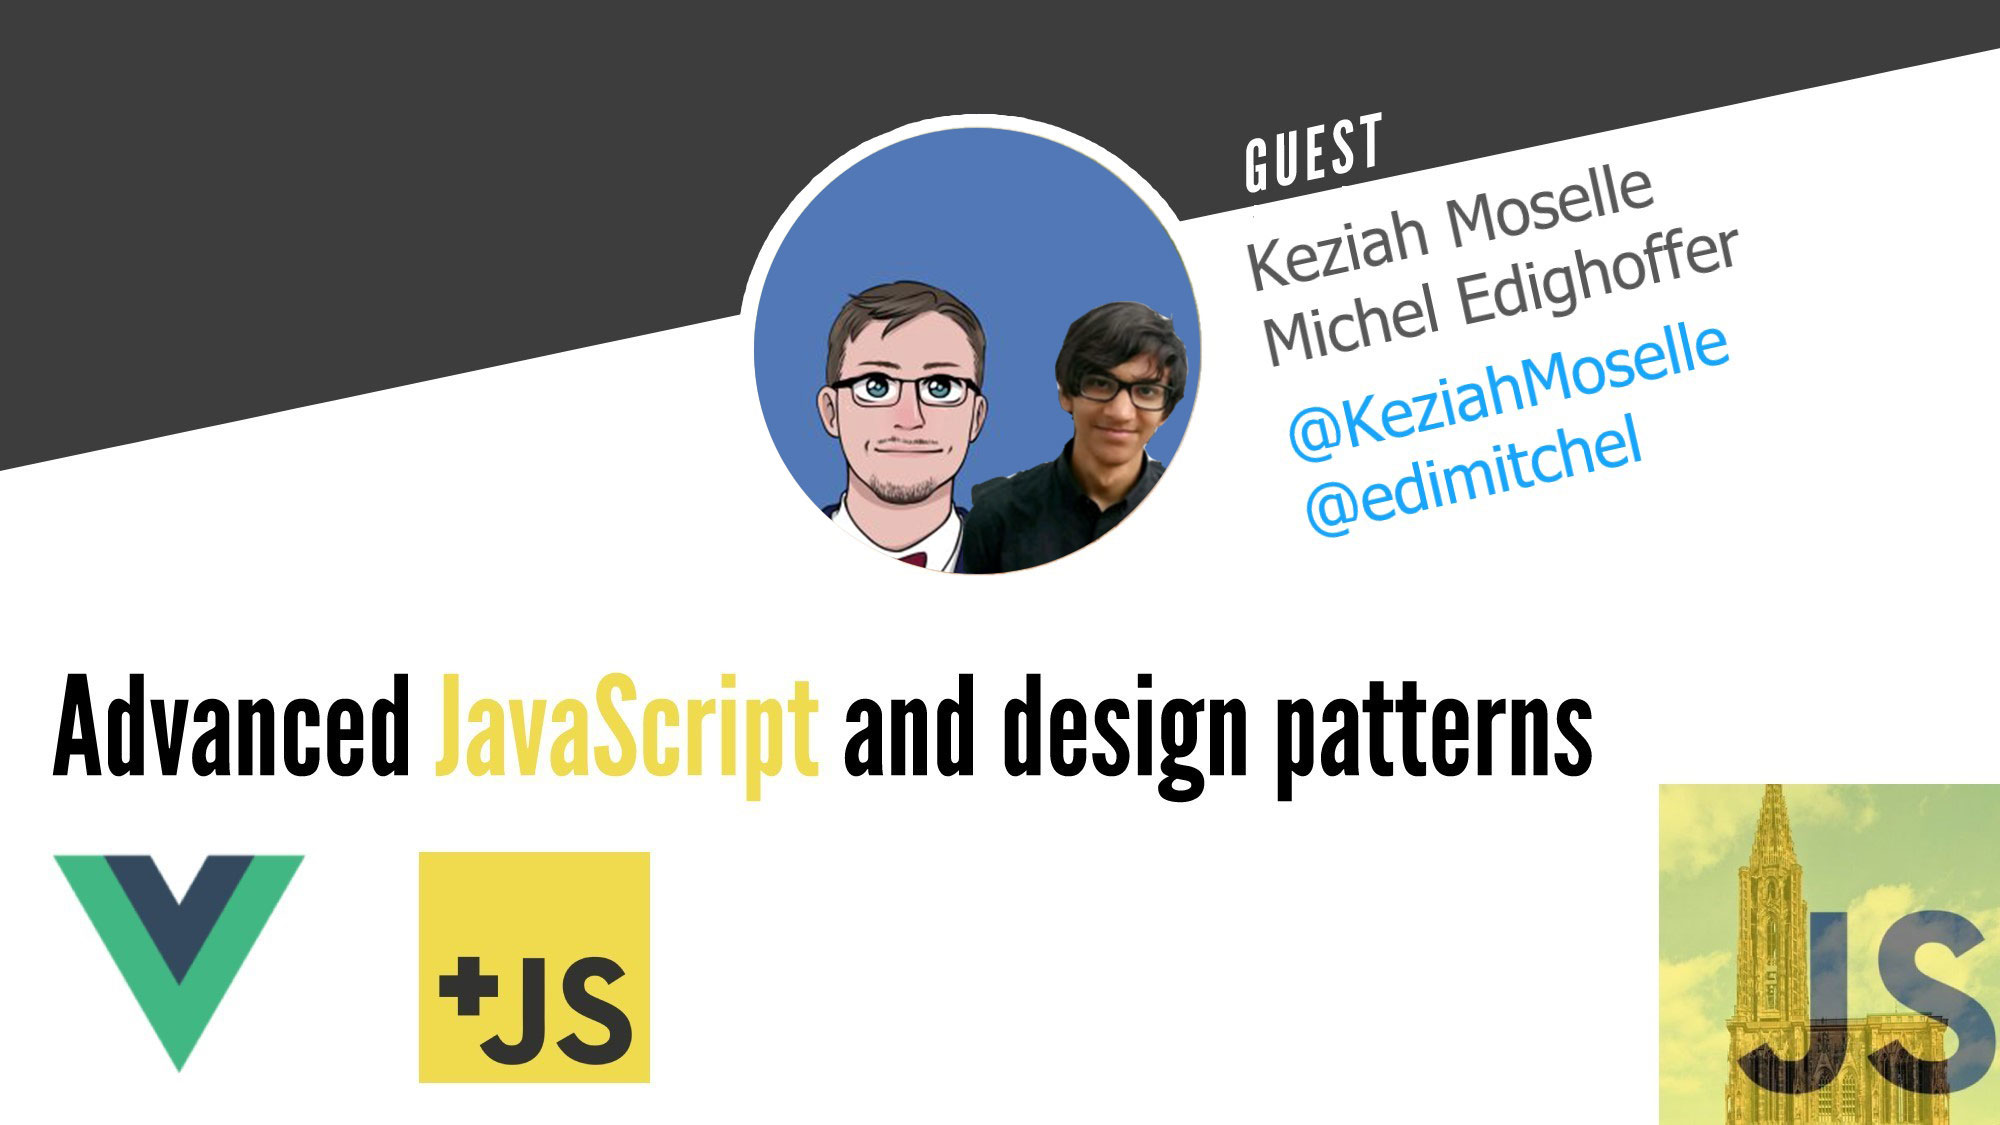 GUEST
Keziah Moselle
Michel Edighoffer
@KeziahMoselle
@edimitchel
Advanced JavaScript and design patterns
+JS
JS